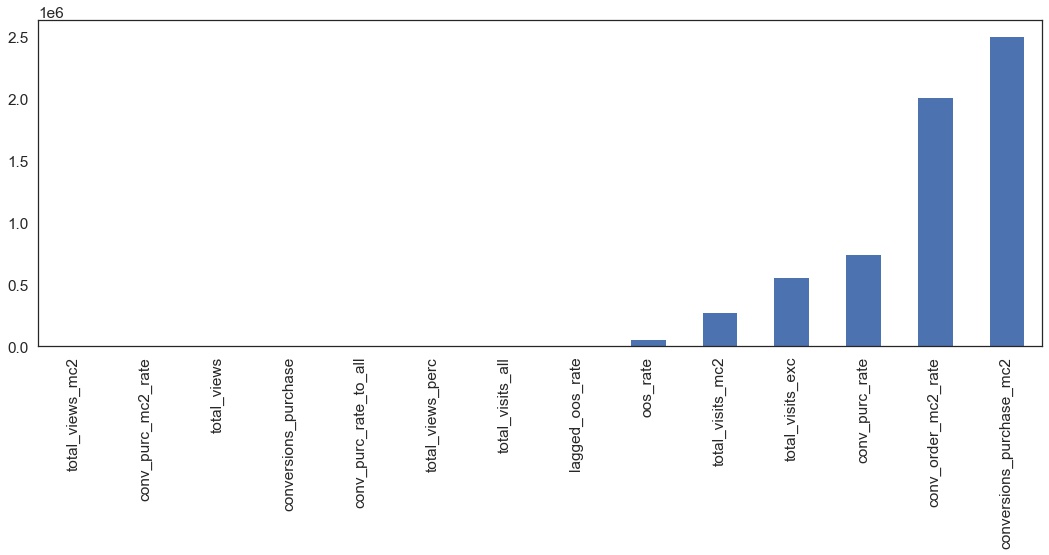 1e6
2.5
2.0
1.5
1.0
0.5
0.0
total_views_mc2
conv_purc_mc2_rate
total_views
conversions_purchase
conv_purc_rate_to_all
total_views_perc
total_visits_all
lagged_oos_rate
oos_rate
total_visits_mc2
total_visits_exc
conv_purc_rate
conv_order_mc2_rate
conversions_purchase_mc2